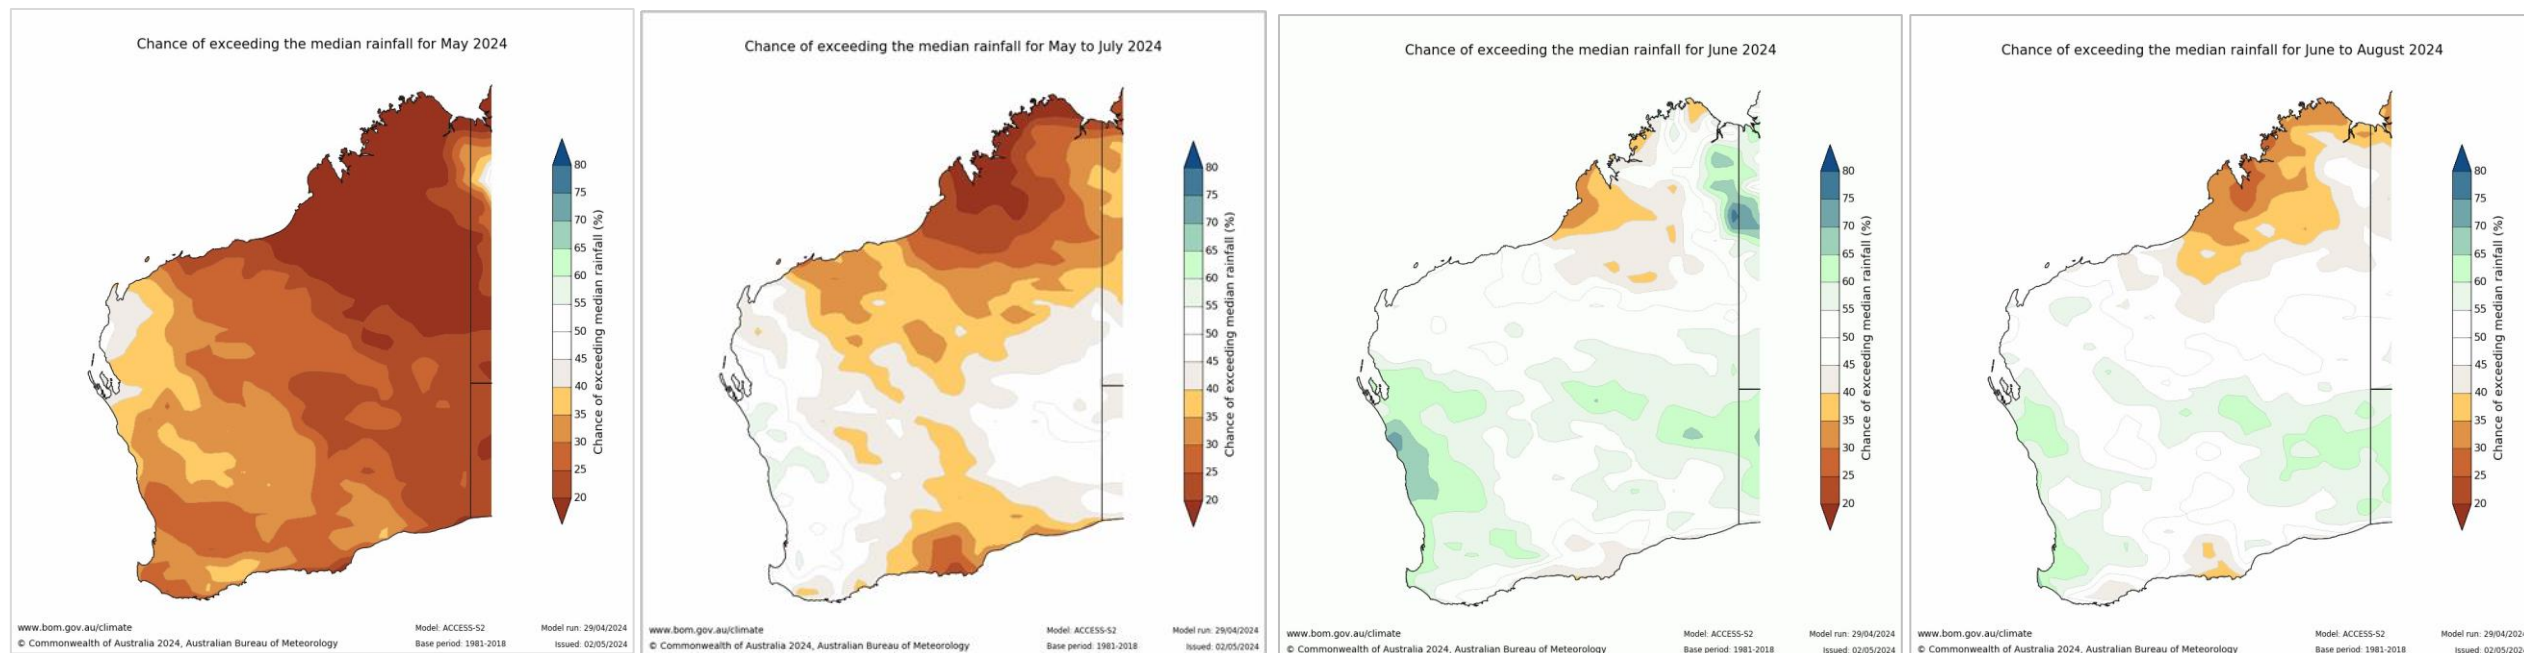 Chance of exceeding the median rainfall for May 2024
80
75
70
65
60
55
50
45
40
35
30
25
20
Chance of exceeding median rainfall (%)
www.bom.gov.au/climate
© Commonwealth of Australia 2024, Australian Bureau of Meteorology
Model: ACCESS-S2
Base period: 1981-2018
Model run: 29/04/2024
Issued: 02/05/2024
Chance of exceeding the median rainfall for May to July 2024
80
75
70
65
60
55
50
45
40
35
30
25
20
Chance of exceeding median rainfall (%)
www.bom.gov.au/climate
© Commonwealth of Australia 2024, Australian Bureau of Meteorology
Model: ACCESS-S2
Base period: 1981-2018
Model run: 29/04/2024
Issued: 02/05/2024
Chance of exceeding the median rainfall for June 2024
80
75
70
65
60
55
50
45
40
35
30
25
20
Chance of exceeding median rainfall (%)
www.bom.gov.au/climate
© Commonwealth of Australia 2024, Australian Bureau of Meteorology
Model: ACCESS-S2
Base period: 1981-2018
Model run: 29/04/2024
Issued: 02/05/2024
Chance of exceeding the median rainfall for June to August 2024
80
75
70
65
60
55
50
45
40
35
30
25
20
Chance of exceeding median rainfall (%)
www.bom.gov.au/climate
© Commonwealth of Australia 2024, Australian Bureau of Meteorology
Model: ACCESS-S2
Base period: 1981-2018
Model run: 29/04/2024
Issued: 02/05/2024